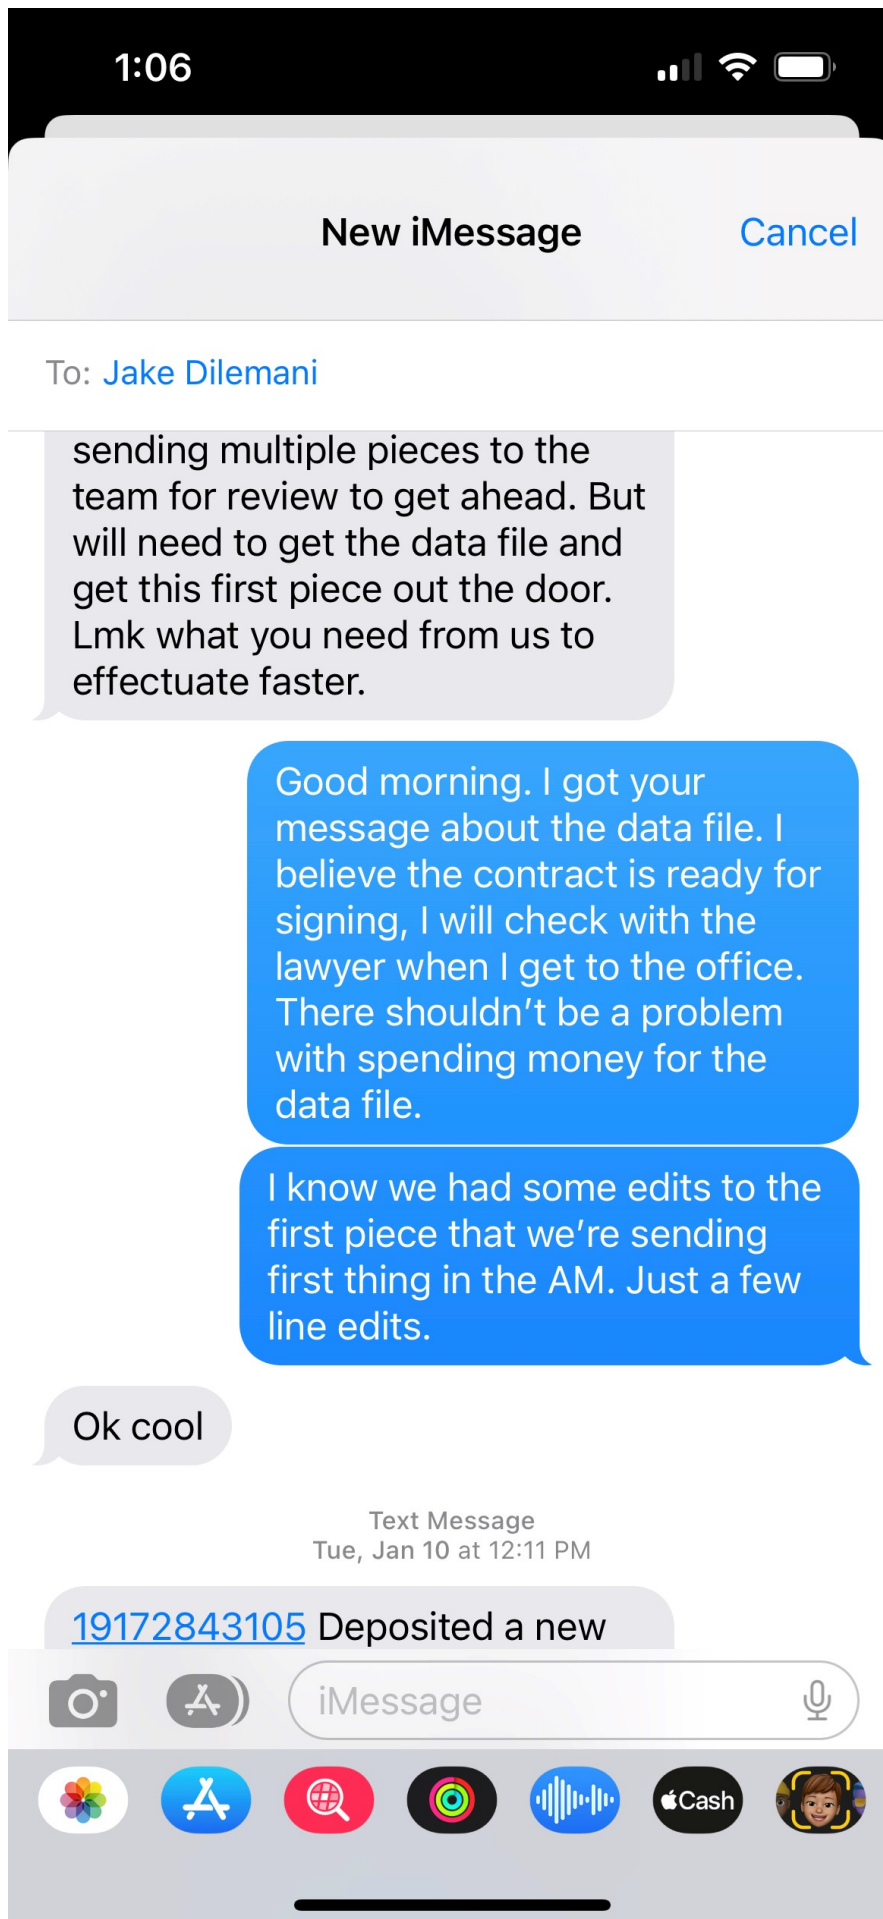 1:06
New iMessage
Cancel
To: Jake Dilemani
sending multiple pieces to the
team for review to get ahead. But
will need to get the data file and
get this first piece out the door.
Lmk what you need from us to
effectuate faster.
Good morning. I got your
message about the data file. I
believe the contract is ready for
signing, I will check with the
lawyer when I get to the office.
There shouldn't be a problem
with spending money for the
data file.
I know we had some edits to the
first piece that we're sending
first thing in the AM. Just a few
line edits.
Ok cool
Text Message
Tue, Jan 10 at 12:11 PM
19172843105 Deposited a new
iMessage
Cash